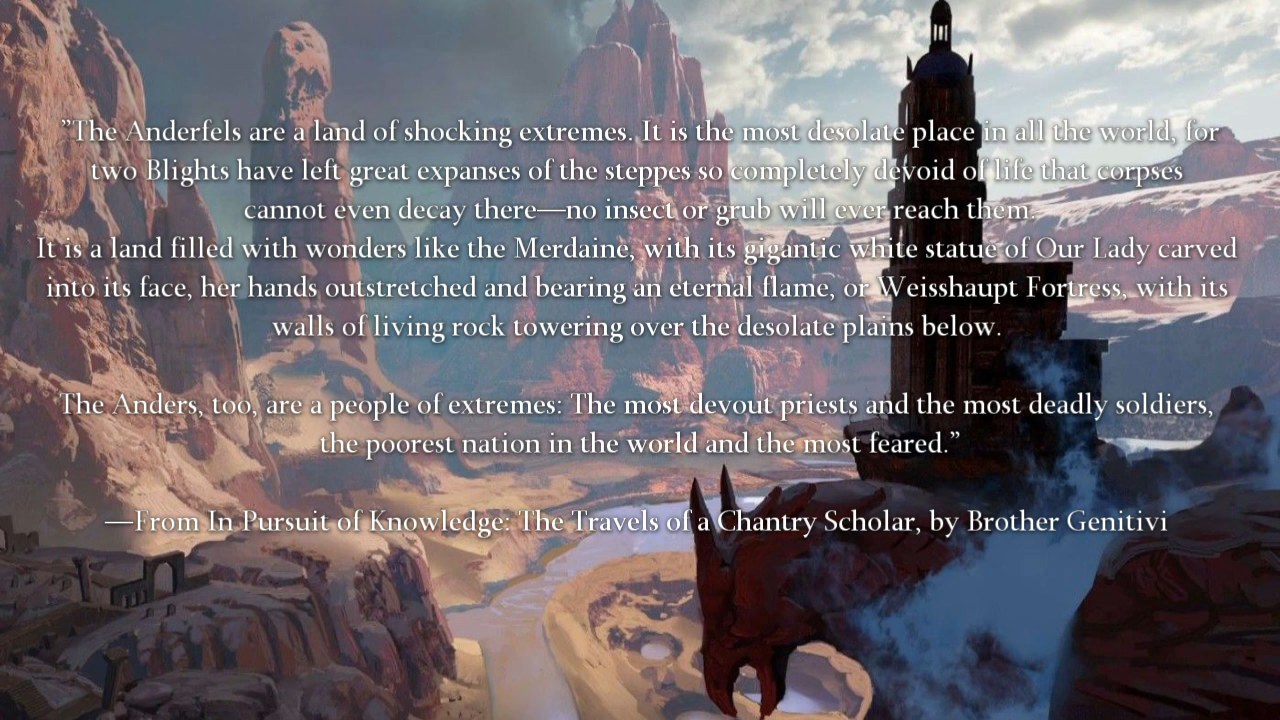 ”The Anderfels are a land of shocking extremes. It is the most desolate place in all the world, for
two Blights have left great expanses of the steppes so completely devoid of life that corpses
cannot even decay there—no insect or grub will ever reach them.
It is a land filled with wonders like the Merdaine, with its gigantic white statue of Our Lady carved
into its face, her hands outstretched and bearing an eternal flame, or Weisshaupt Fortress, with its
walls of living rock towering over the desolate plains below.
The Anders, too, are a people of extremes: The most devout priests and the most deadly soldiers,
the poorest nation in the world and the most feared.”
—From In Pursuit of Knowledge: The Travels of a Chantry Scholar, by Brother Genitivi